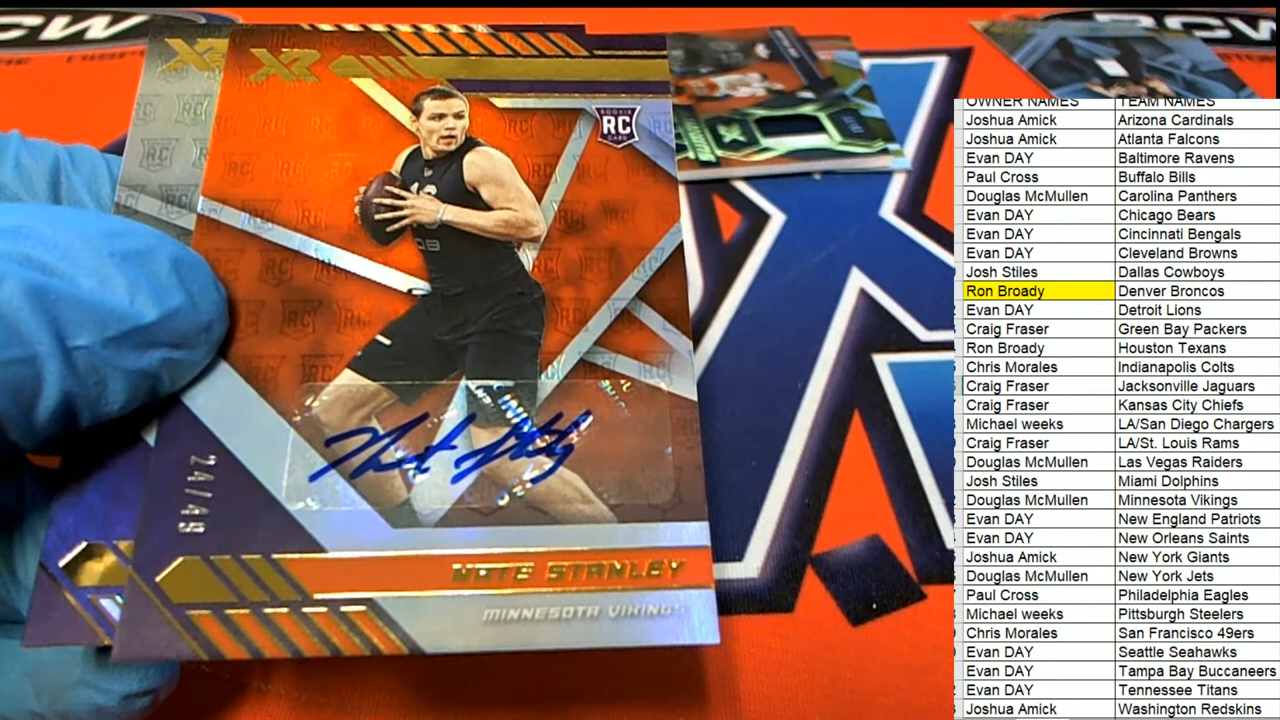 XR XR
RC
ROOKIE
RC
CARD
24/49
NATE STANLEY
MINNESOTA VIKINGS
OWNER NAMES TEAM NAMES
Joshua Amick Arizona Cardinals
Joshua Amick Atlanta Falcons
Evan DAY Baltimore Ravens
Paul Cross Buffalo Bills
Douglas McMullen Carolina Panthers
Evan DAY Chicago Bears
Evan DAY Cincinnati Bengals
Evan DAY Cleveland Browns
Josh Stiles Dallas Cowboys
Ron Broady Denver Broncos
Evan DAY Detroit Lions
Craig Fraser Green Bay Packers
Ron Broady Houston Texans
Chris Morales Indianapolis Colts
Craig Fraser Jacksonville Jaguars
Craig Fraser Kansas City Chiefs
Michael weeks LA/San Diego Chargers
Craig Fraser LA/St. Louis Rams
Douglas McMullen Las Vegas Raiders
Josh Stiles Miami Dolphins
Douglas McMullen Minnesota Vikings
Evan DAY New England Patriots
Evan DAY New Orleans Saints
Joshua Amick New York Giants
Douglas McMullen New York Jets
Paul Cross Philadelphia Eagles
Michael weeks Pittsburgh Steelers
Chris Morales San Francisco 49ers
Evan DAY Seattle Seahawks
Evan DAY Tampa Bay Buccaneers
Evan DAY Tennessee Titans
Joshua Amick Washington Redskins